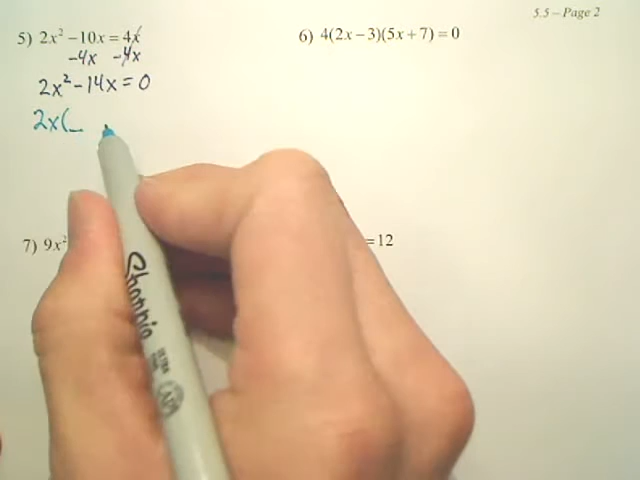 5.5 – Page 2
5) 2x² – 10x = 4x
-4x -4x
2x² - 14x = 0
2x(
6) 4(2x – 3)(5x + 7) = 0
7) 9x²
= 12
Sharpie